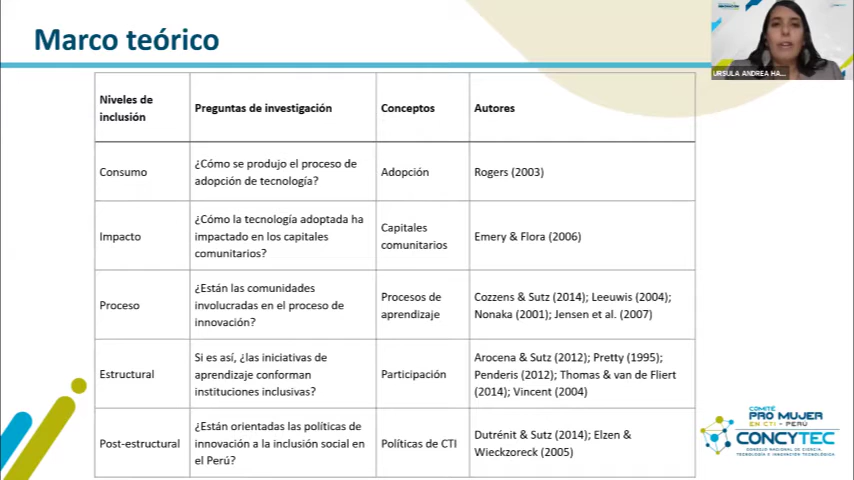 Marco teórico
URSULA ANDREA HA...
Niveles de
inclusión
Preguntas de investigación
Conceptos
Autores
Consumo
¿Cómo se produjo el proceso de
adopción de tecnología?
Adopción
Rogers (2003)
Impacto
¿Cómo la tecnología adoptada ha
impactado en los capitales
comunitarios?
Capitales
comunitarios
Emery & Flora (2006)
Proceso
¿Están las comunidades
involucradas en el proceso de
innovación?
Procesos de
aprendizaje
Cozzens & Sutz (2014); Leeuwis (2004);
Nonaka (2001); Jensen et al. (2007)
Estructural
Si es así, ¿las iniciativas de
aprendizaje conforman
instituciones inclusivas?
Participación
Arocena & Sutz (2012); Pretty (1995);
Penderis (2012); Thomas & van de Fliert
(2014); Vincent (2004)
Post-estructural
¿Están orientadas las políticas de
innovación a la inclusión social en
el Perú?
Políticas de CTI
Dutrénit & Sutz (2014); Elzen &
Wieckzoreck (2005)
COMITÉ
PRO MUJER
EN CTI - PERÚ
CONCYTEC
CONSEJO NACIONAL DE CIENCIA,
TECNOLOGÍA E INNOVACIÓN TECNOLÓGICA